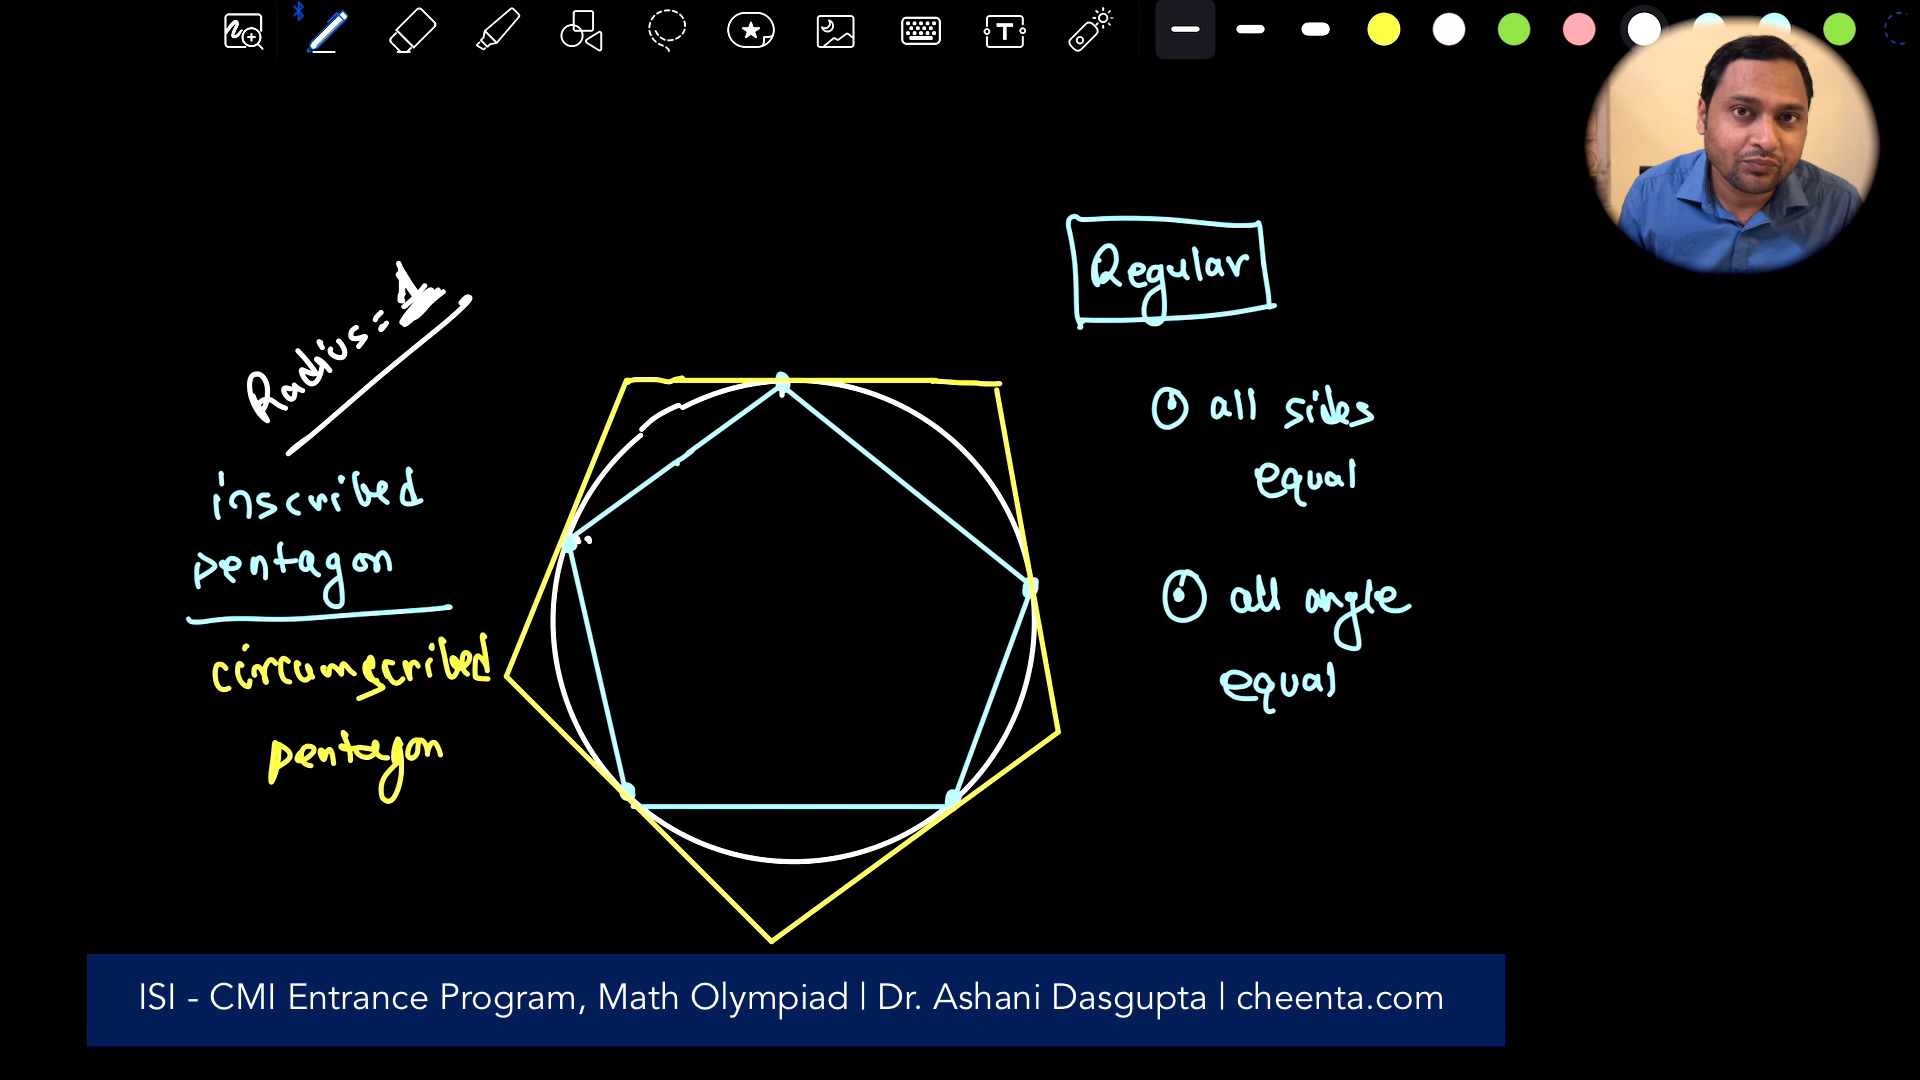 Regular
Radius = 1
all sides
equal
inscribed
pentagon
all angle
equal
circumscribed
pentagon
ISI - CMI Entrance Program, Math Olympiad | Dr. Ashani Dasgupta | cheenta.com